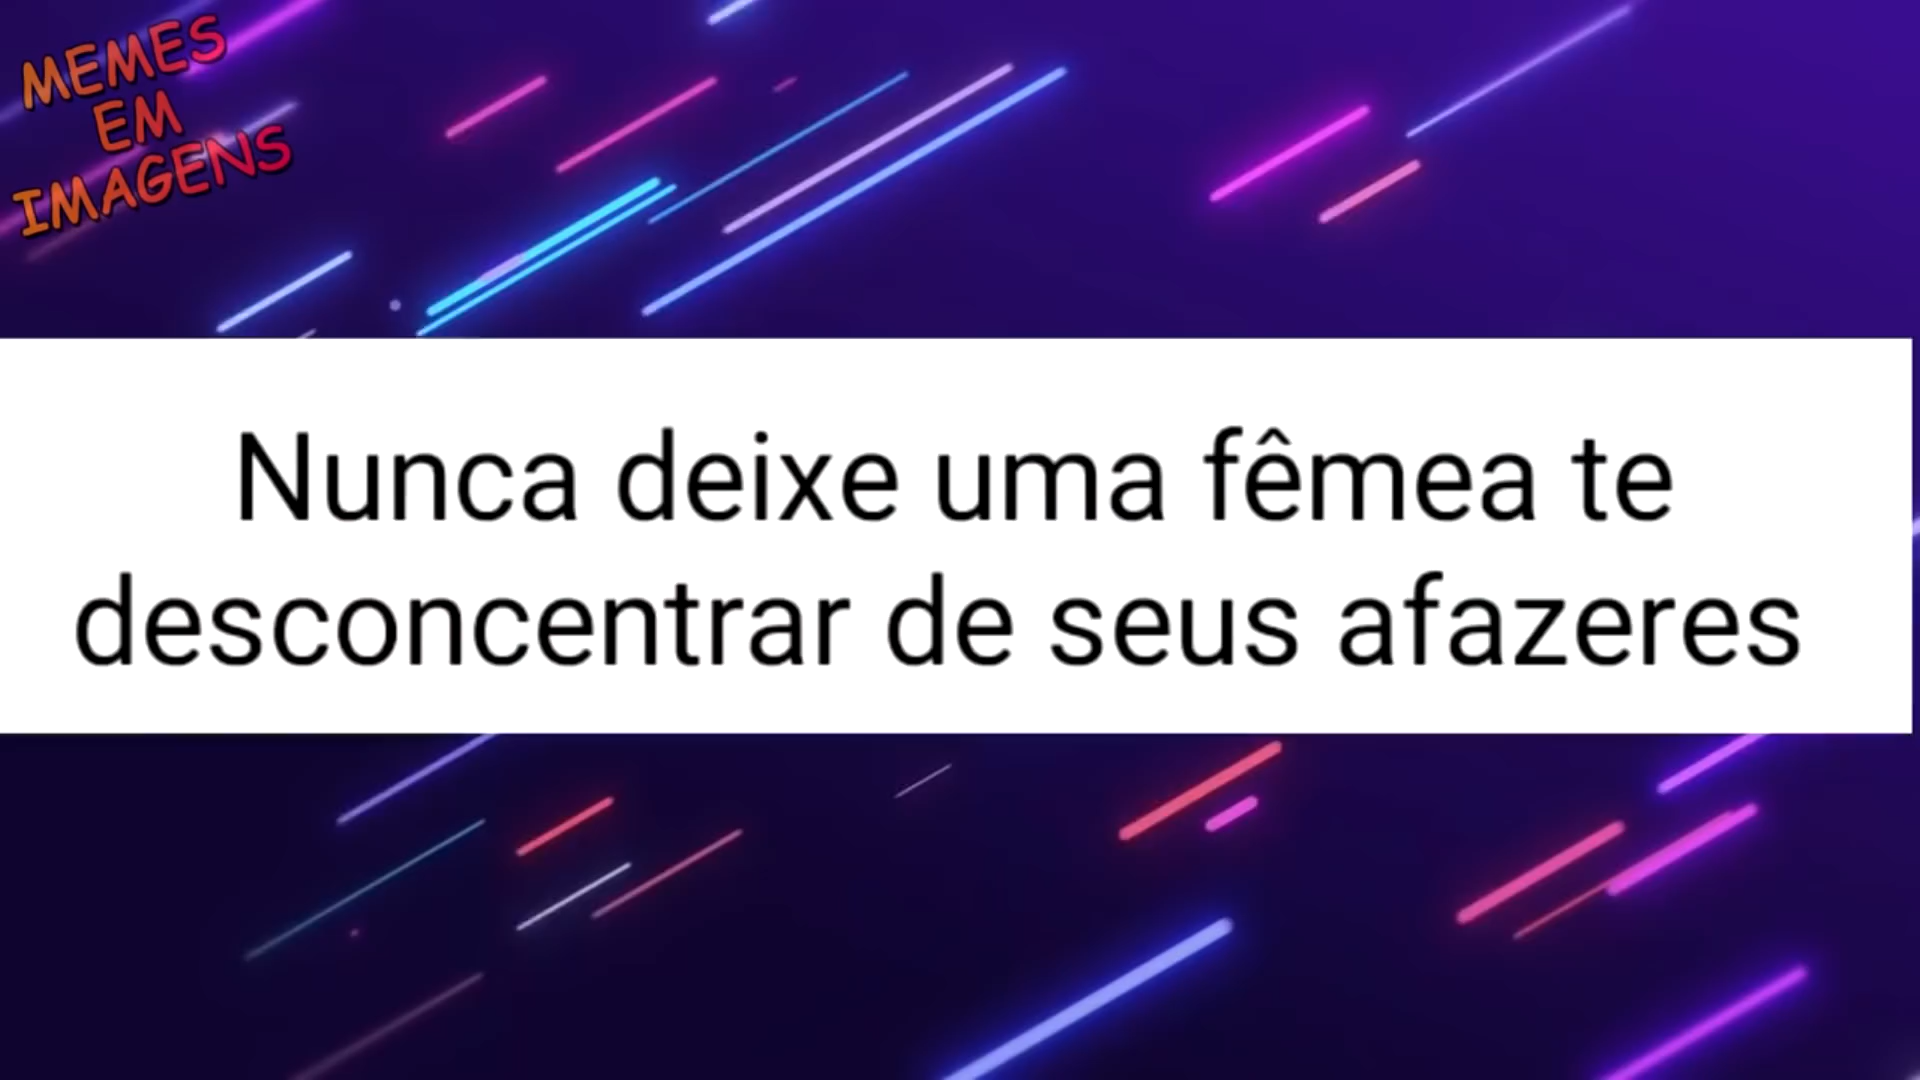 MEMES
EM
IMAGENS
Nunca deixe uma fêmea te
desconcentrar de seus afazeres